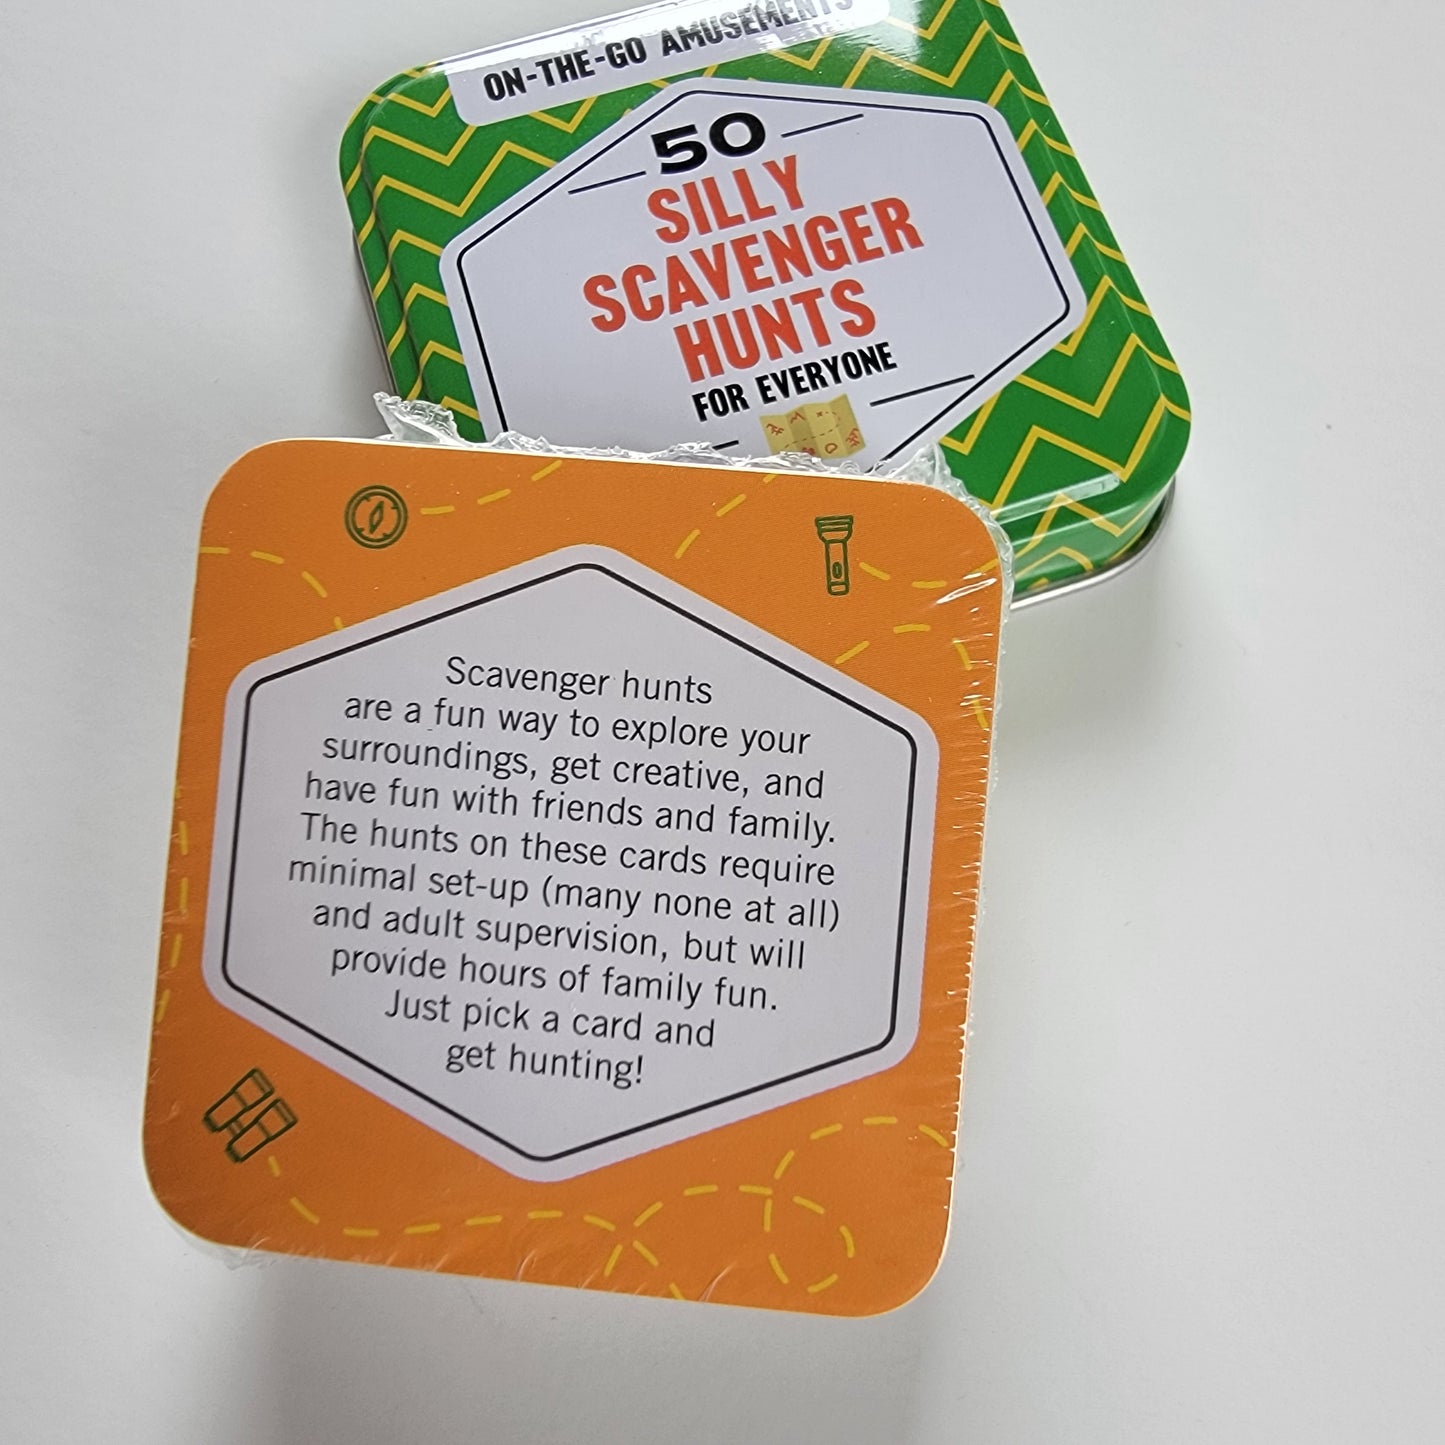 ON-THE-GO AMUSEMENTS
50
SILLY
SCAVENGER
HUNTS
FOR EVERYONE
Scavenger hunts
are a fun way to explore your
surroundings, get creative, and
have fun with friends and family.
The hunts on these cards require
minimal set-up (many none at all)
and adult supervision, but will
provide hours of family fun.
Just pick a card and
get hunting!